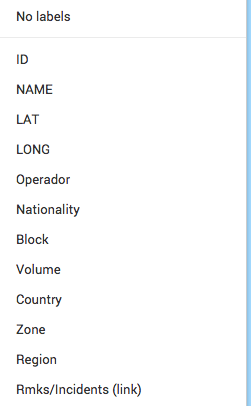 No labels
ID
NAME
LAT
LONG
Operador
Nationality
Block
Volume
Country
Zone
Region
Rmks/Incidents (link)